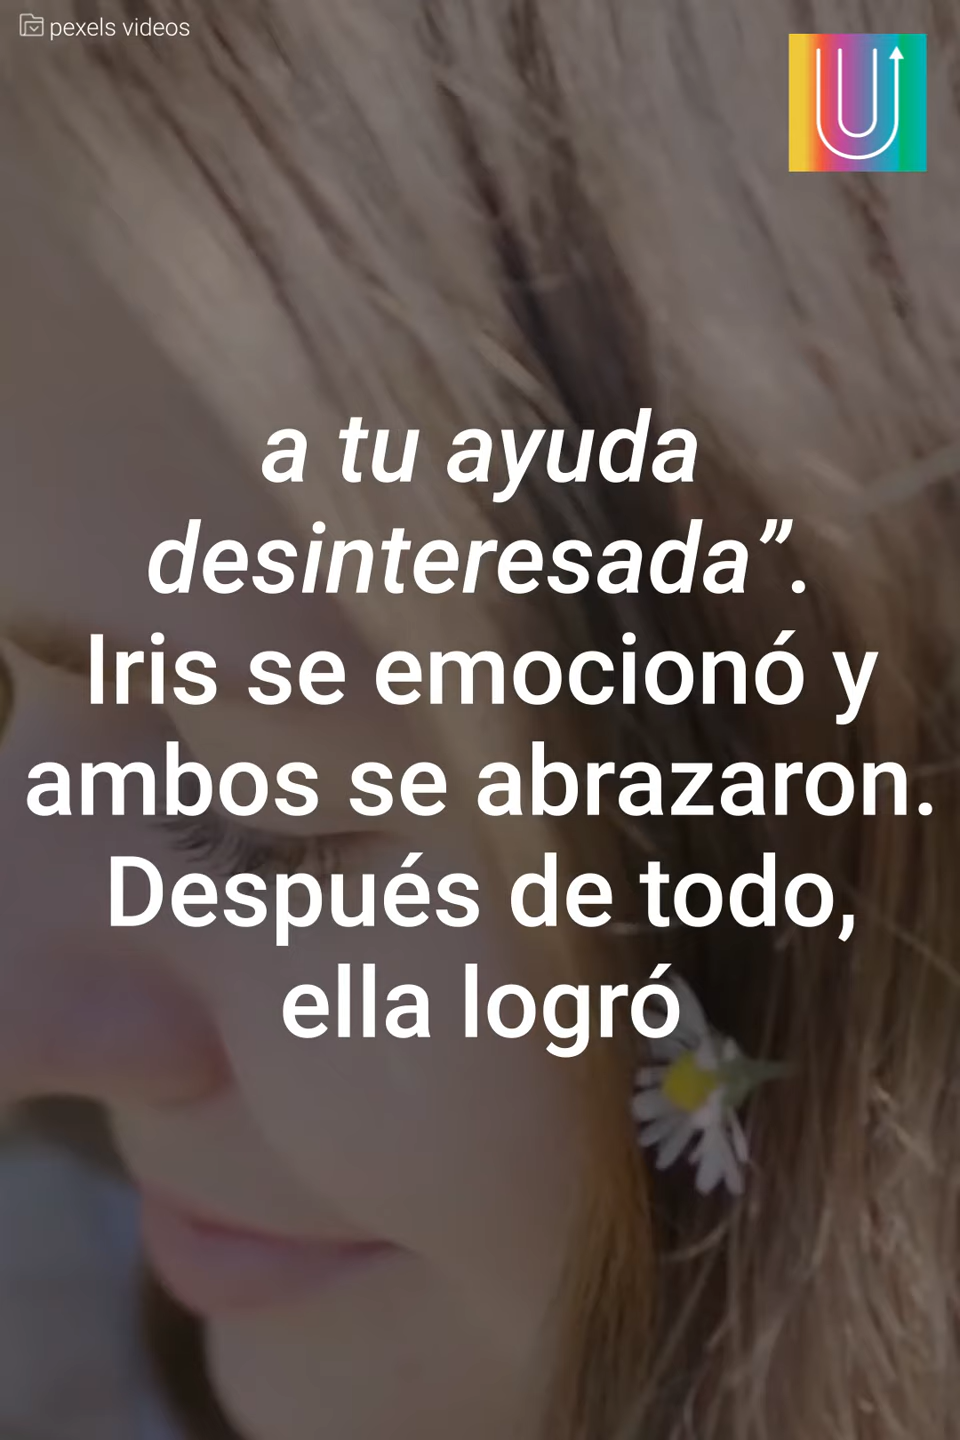 pexels videos
U
a tu ayuda
desinteresada”.
Iris se emocionó y
ambos se abrazaron.
Después de todo,
ella logró